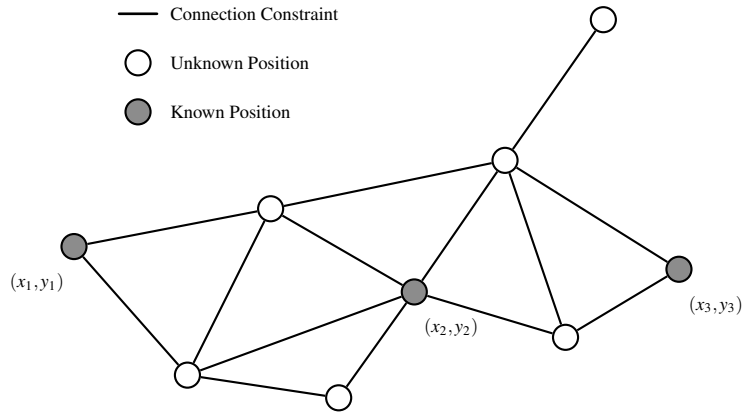 Connection Constraint
Unknown Position
Known Position
(x₁, y₁)
(x₂, y₂)
(x₃, y₃)